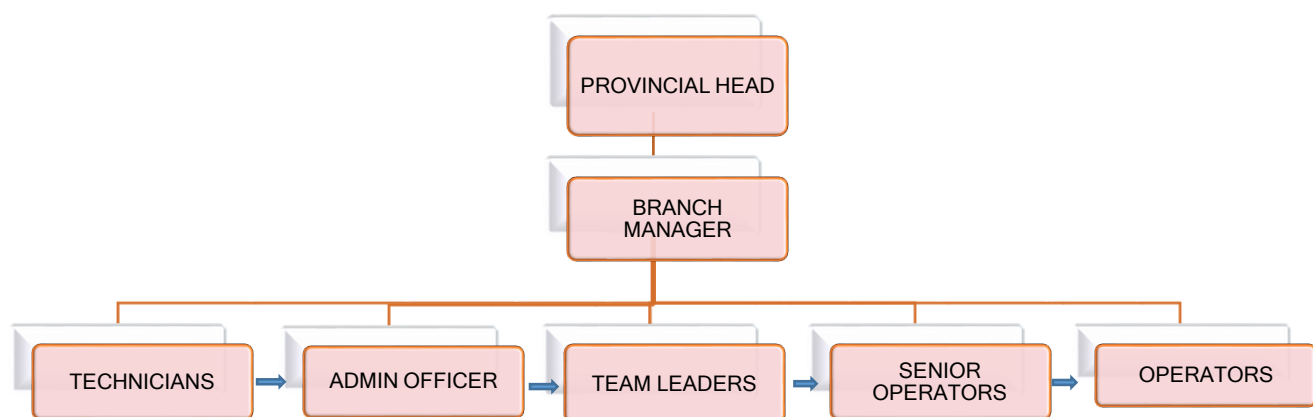 PROVINCIAL HEAD
BRANCH
MANAGER
TECHNICIANS
ADMIN OFFICER
TEAM LEADERS
SENIOR
OPERATORS
OPERATORS